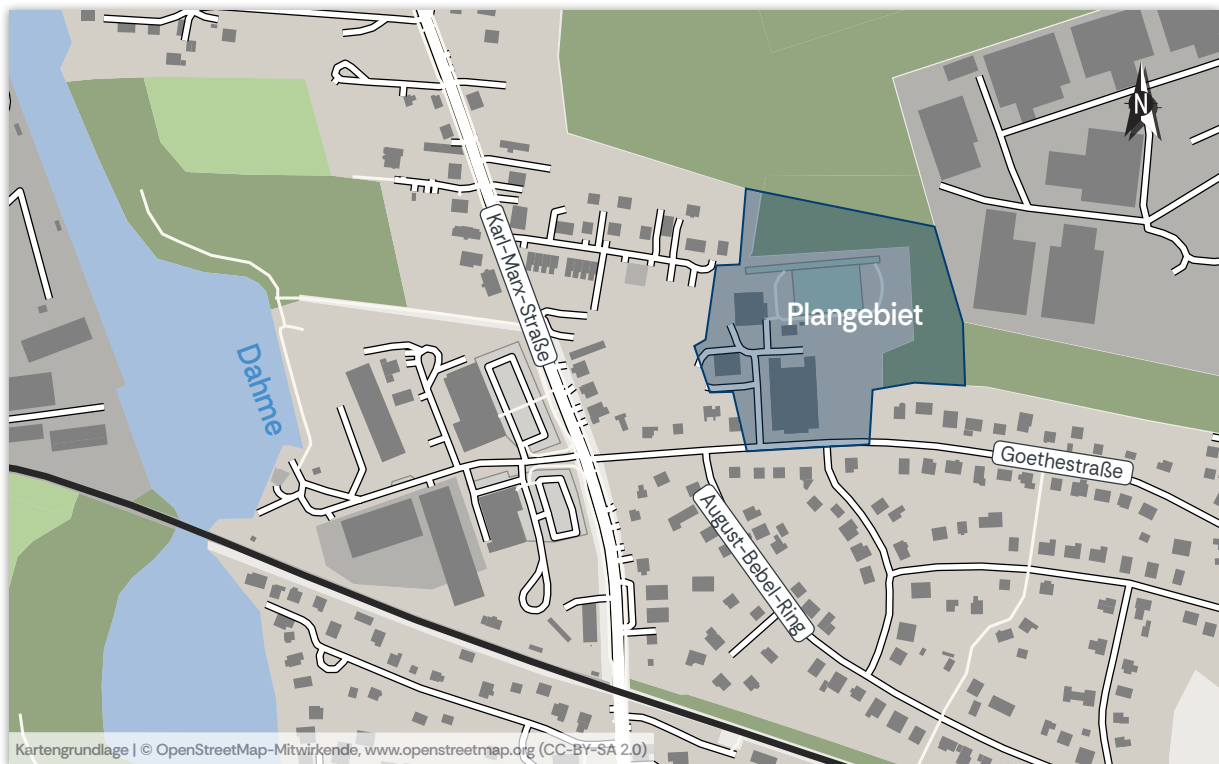 N
Karl-Marx-Straße
Plangebiet
Dahme
Goethestraße
August-Bebel-Ring
Kartengrundlage | © OpenStreetMap-Mitwirkende, www.openstreetmap.org (CC-BY-SA 2.0)